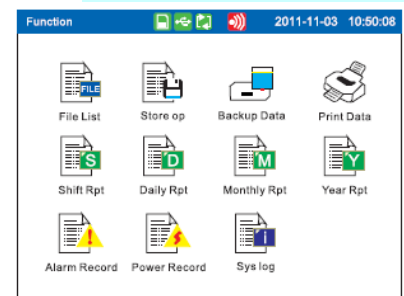 Function 2011-11-03 10:50:08
FILE
File List Store op Backup Data Print Data
S D M Y
Shift Rpt Daily Rpt Monthly Rpt Year Rpt
i
Alarm Record Power Record Sys log